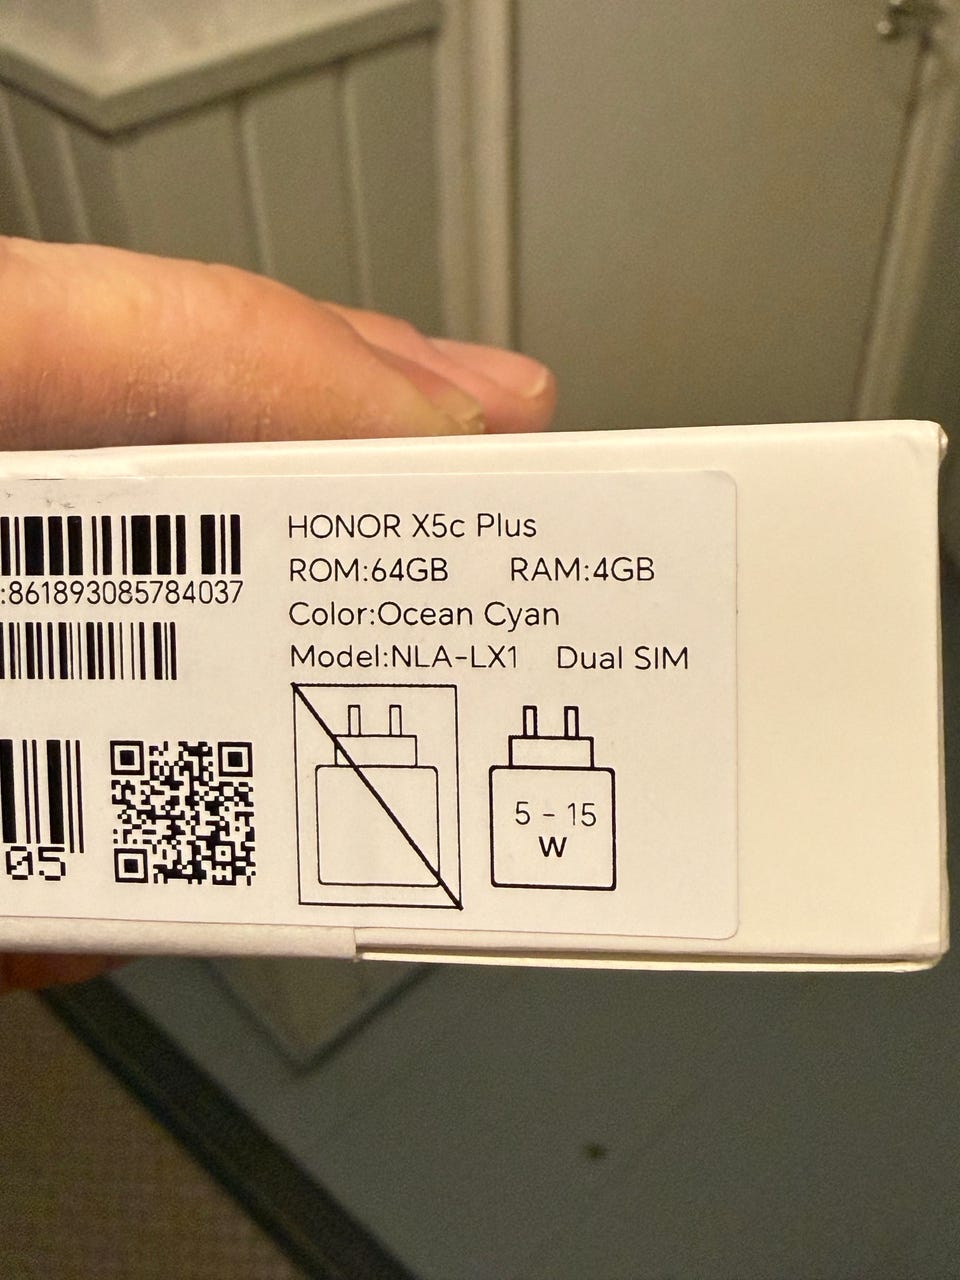 HONOR X5c Plus
ROM:64GB RAM:4GB
:861893085784037
Color:Ocean Cyan
Model:NLA-LX1 Dual SIM
5 - 15
W
05